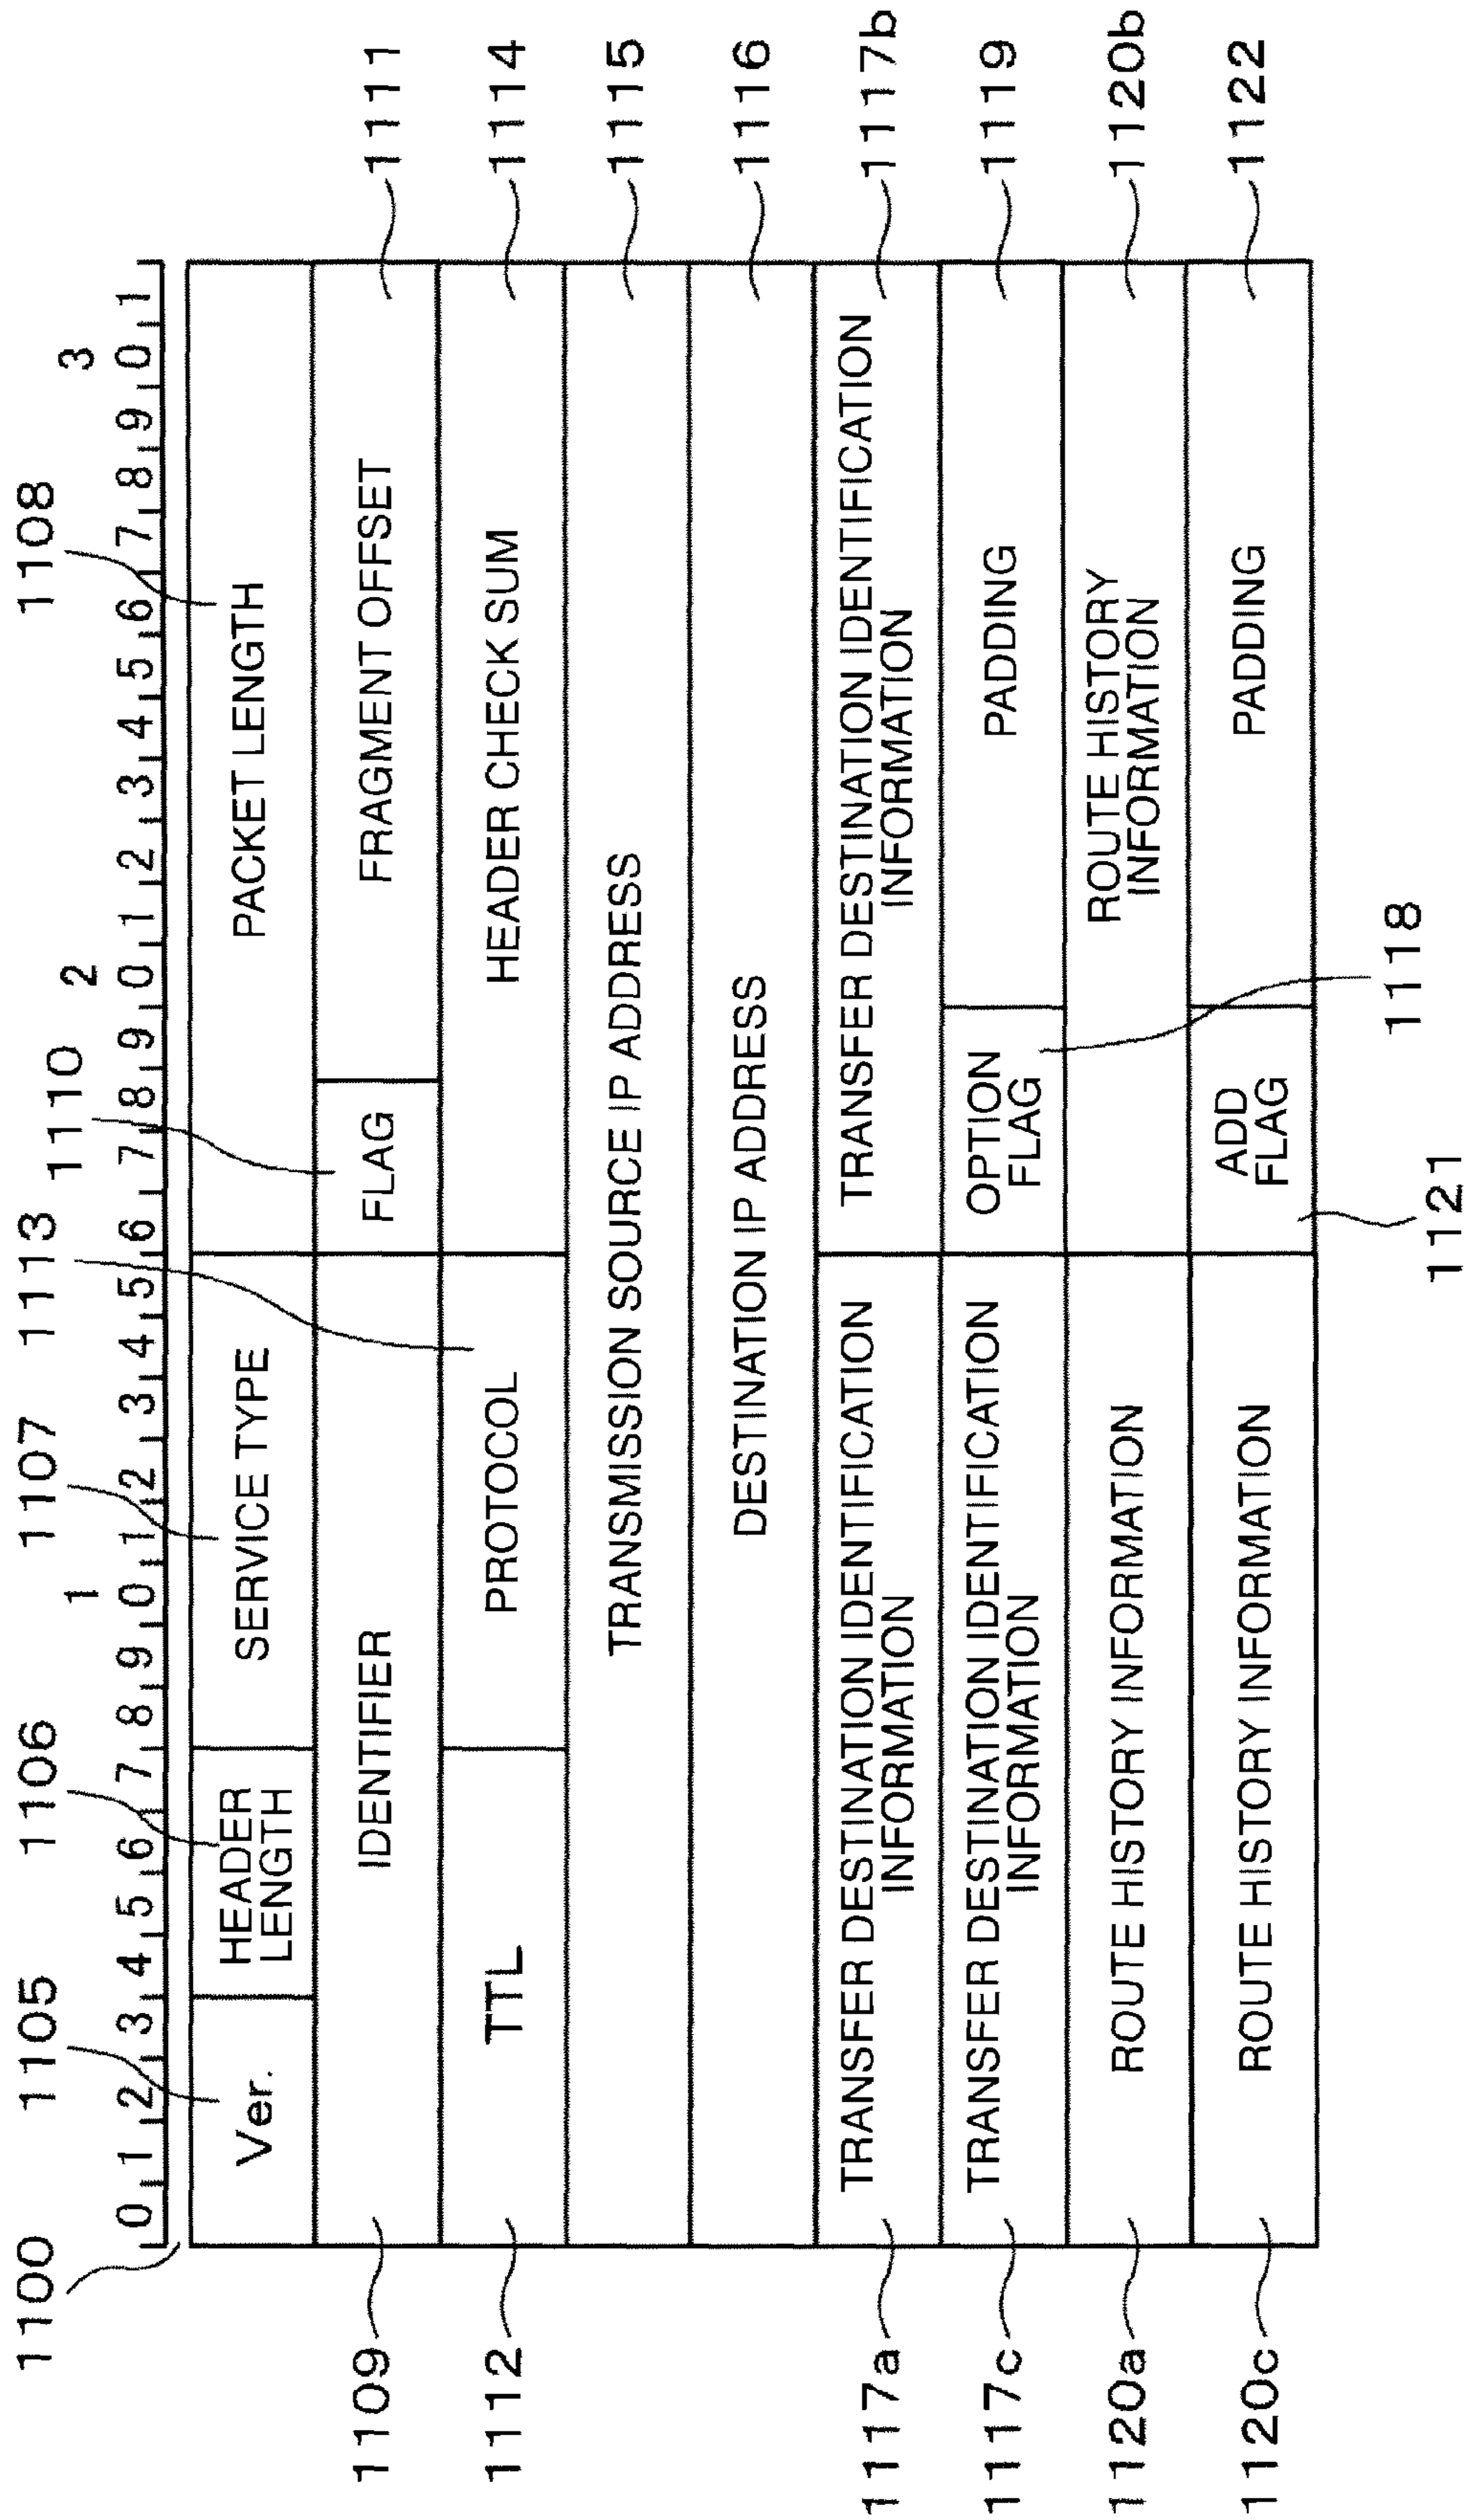 1100 1105 1106 1107 1113 1110 1108
1 2 3
0 1 2 3 4 5 6 7 8 9 0 1 2 3 4 5 6 7 8 9 0 1 2 3 4 5 6 7 8 9 0 1
Ver.
HEADER
LENGTH
SERVICE TYPE
PACKET LENGTH
1109
IDENTIFIER
FLAG
FRAGMENT OFFSET
1111
1112
TTL
PROTOCOL
HEADER CHECK SUM
1114
TRANSMISSION SOURCE IP ADDRESS
1115
DESTINATION IP ADDRESS
1116
1117a
TRANSFER DESTINATION IDENTIFICATION
INFORMATION
TRANSFER DESTINATION IDENTIFICATION
INFORMATION
1117b
1117c
TRANSFER DESTINATION IDENTIFICATION
INFORMATION
OPTION
FLAG
PADDING
1119
1120a
ROUTE HISTORY INFORMATION
ROUTE HISTORY
INFORMATION
1120b
1120c
ROUTE HISTORY INFORMATION
ADD
FLAG
PADDING
1122
1118
1121